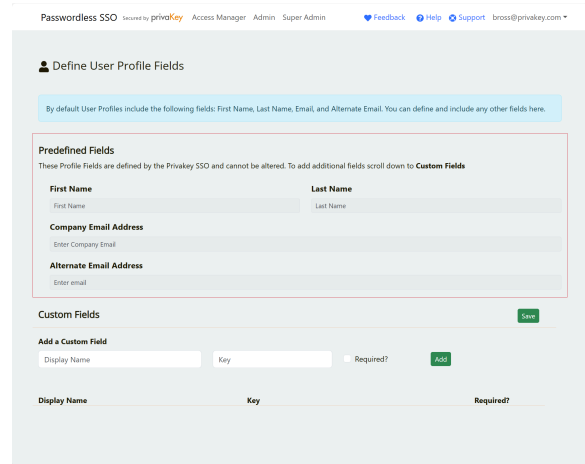 Passwordless SSO Secured by privaKey Access Manager Admin Super Admin Feedback Help Support bross@privakey.com
Define User Profile Fields
By default User Profiles include the following fields: First Name, Last Name, Email, and Alternate Email. You can define and include any other fields here.
Predefined Fields
These Profile Fields are defined by the Privakey SSO and cannot be altered. To add additional fields scroll down to Custom Fields
First Name Last Name
First Name Last Name
Company Email Address
Enter Company Email
Alternate Email Address
Enter email
Custom Fields Save
Add a Custom Field
Display Name Key Required? Add
Display Name Key Required?